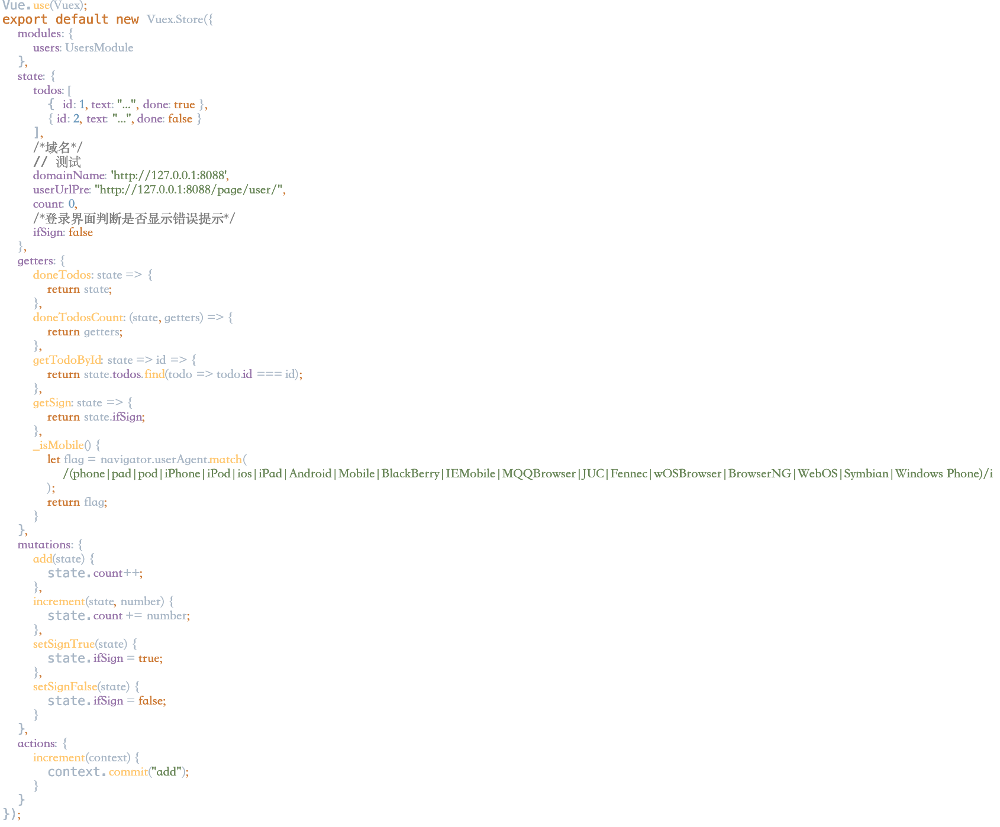 Vue.use(Vuex);
export default new Vuex.Store({
  modules: {
    users: UsersModule
  },
  state: {
    todos: [
      { id: 1, text: "...", done: true },
      { id: 2, text: "...", done: false }
    ],
    /*域名*/
    // 测试
    domainName: 'http://127.0.0.1:8088',
    userUrlPre: "http://127.0.0.1:8088/page/user/",
    count: 0,
    /*登录界面判断是否显示错误提示*/
    ifSign: false
  },
  getters: {
    doneTodos: state => {
      return state;
    },
    doneTodosCount: (state, getters) => {
      return getters;
    },
    getTodoById: state => id => {
      return state.todos.find(todo => todo.id === id);
    },
    getSign: state => {
      return state.ifSign;
    },
    _isMobile() {
      let flag = navigator.userAgent.match(
        /(phone|pad|pod|iPhone|iPod|ios|iPad|Android|Mobile|BlackBerry|IEMobile|MQQBrowser|JUC|Fennec|wOSBrowser|BrowserNG|WebOS|Symbian|Windows Phone)/i
      );
      return flag;
    }
  },
  mutations: {
    add(state) {
      state.count++;
    },
    increment(state, number) {
      state.count += number;
    },
    setSignTrue(state) {
      state.ifSign = true;
    },
    setSignFalse(state) {
      state.ifSign = false;
    }
  },
  actions: {
    increment(context) {
      context.commit("add");
    }
  }
});